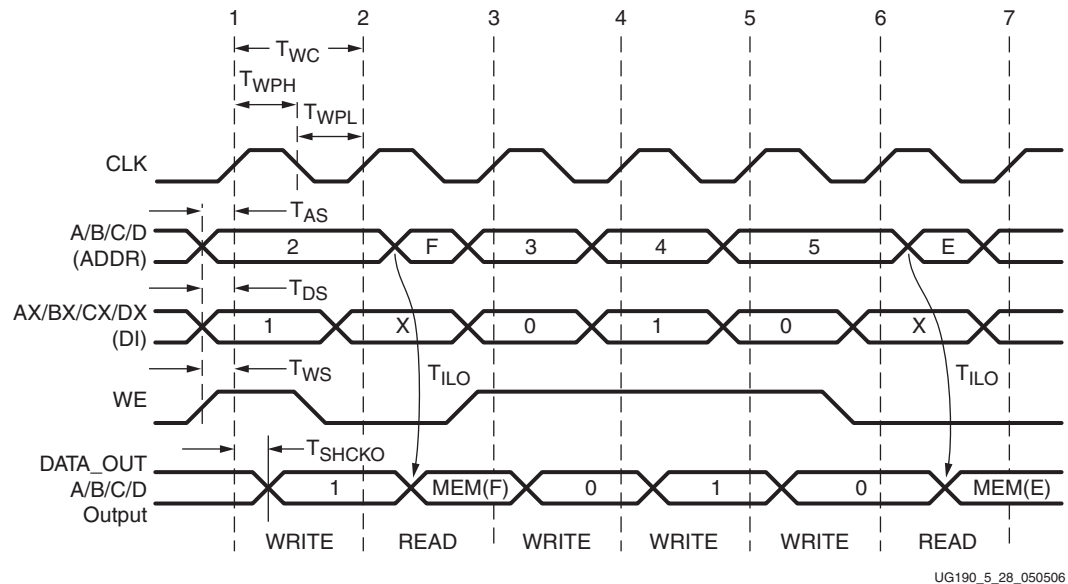 1 2 3 4 5 6 7
TWC
TWPH
TWPL
CLK
TAS
A/B/C/D
(ADDR)
2 F 3 4 5 E
TDS
AX/BX/CX/DX
(DI)
1 X 0 1 0 X
TWS
TILO TILO
WE
TSHCKO
DATA_OUT
A/B/C/D
Output
1 MEM(F) 0 1 0 MEM(E)
WRITE READ WRITE WRITE WRITE READ
UG190_5_28_050506